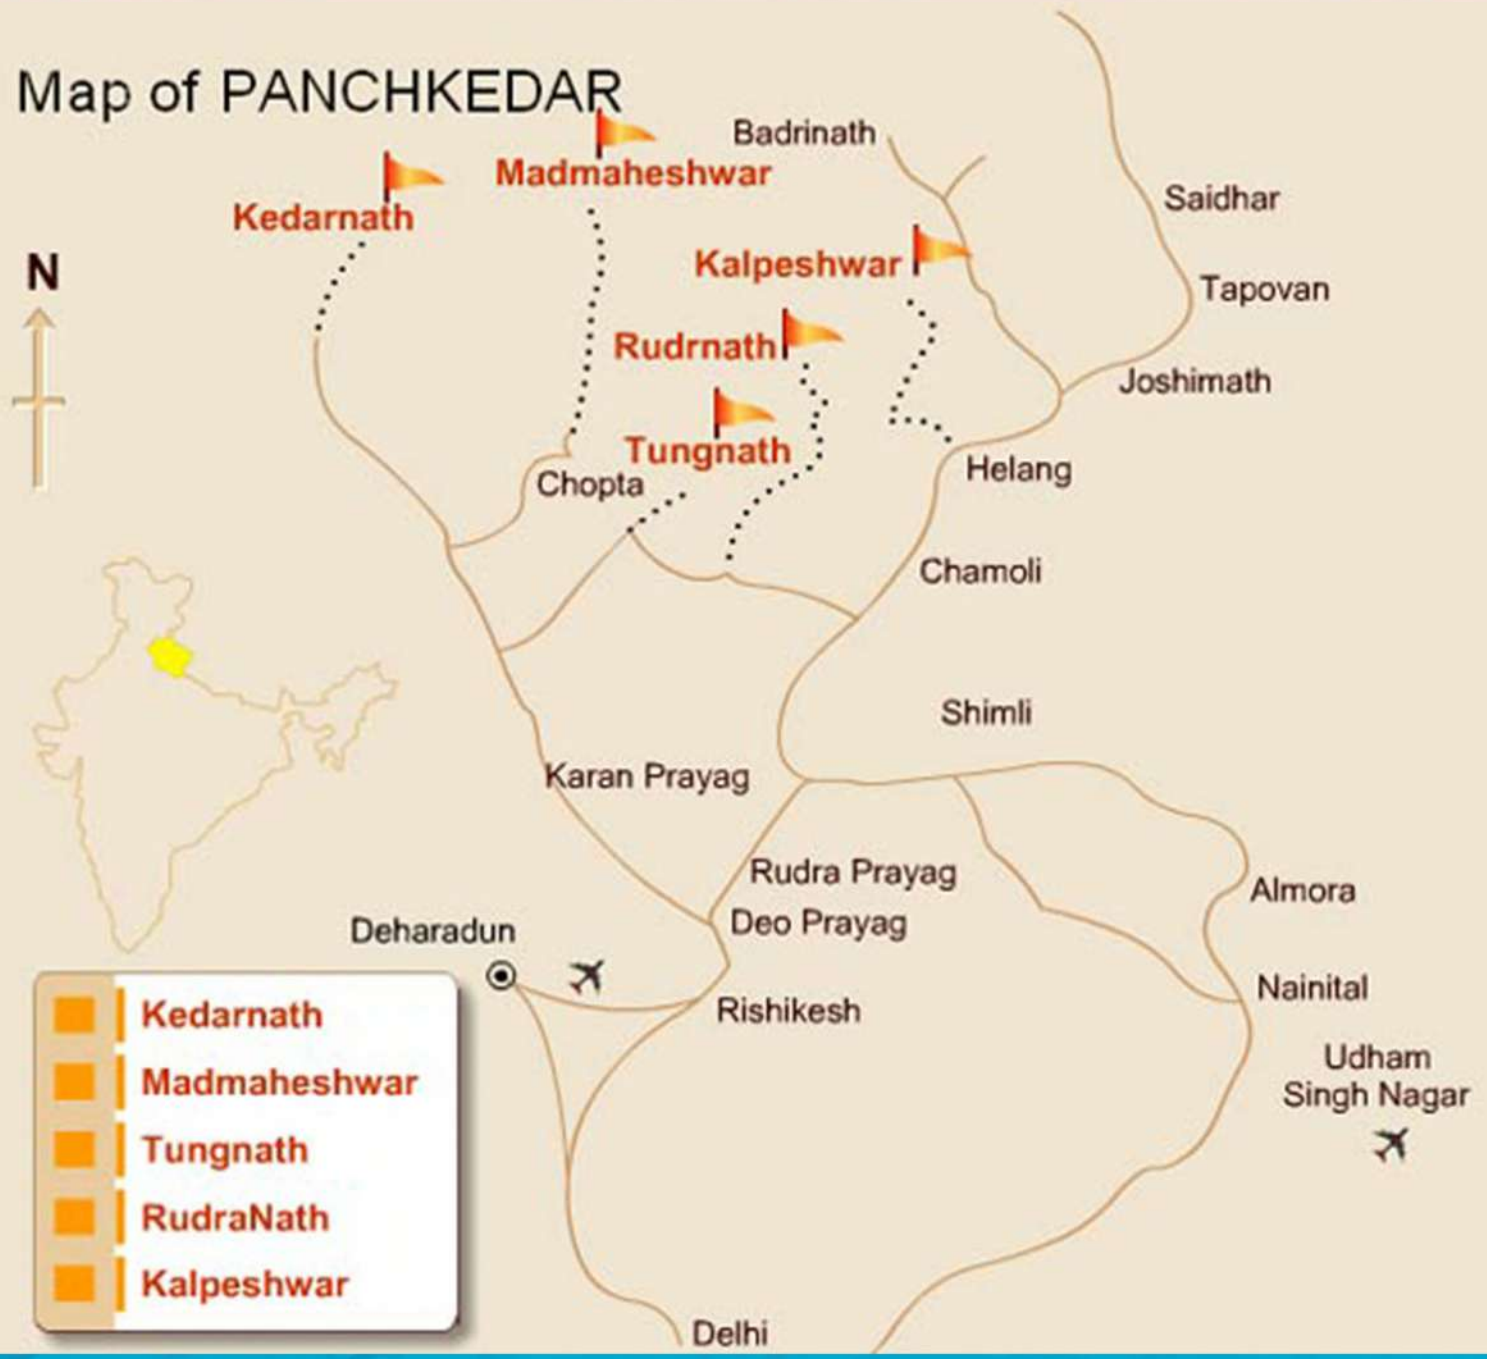 Map of PANCHKEDAR
Badrinath
Madmaheshwar
Kedarnath
Saidhar
Kalpeshwar
N
Tapovan
Rudrnath
Joshimath
Tungnath
Helang
Chopta
Chamoli
Shimli
Karan Prayag
Rudra Prayag
Almora
Deo Prayag
Deharadun
Nainital
Rishikesh
Udham
Singh Nagar
Kedarnath
Madmaheshwar
Tungnath
RudraNath
Kalpeshwar
Delhi